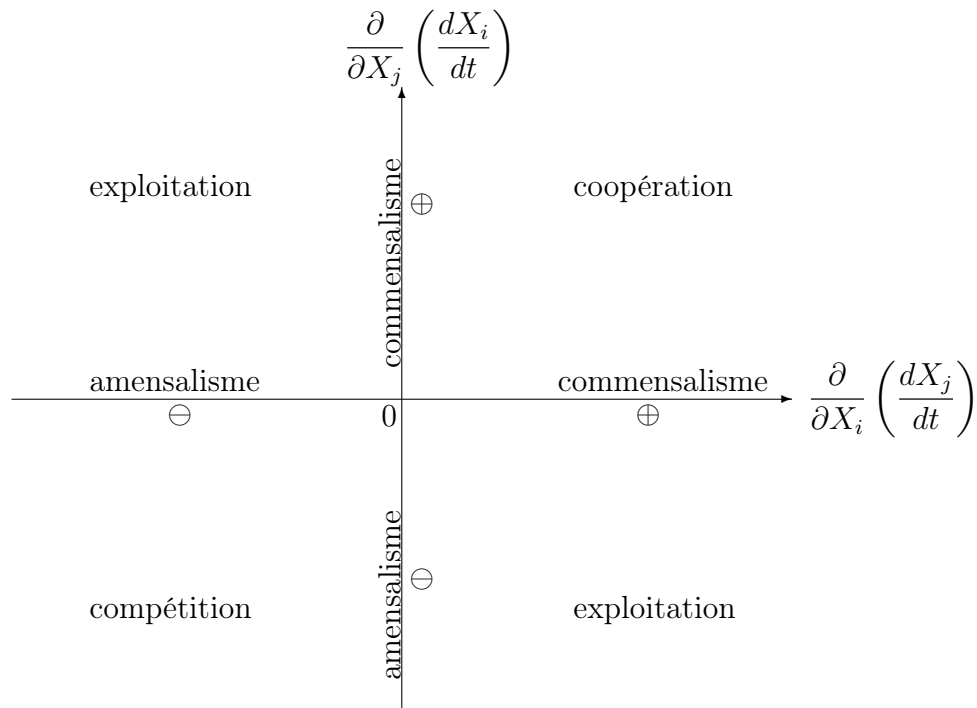 ∂/∂X_j (dX_i/dt)
exploitation
commensalisme
⊕
coopération
amensalisme
⊖
0
commensalisme
⊕
∂/∂X_i (dX_j/dt)
compétition
amensalisme
⊖
exploitation